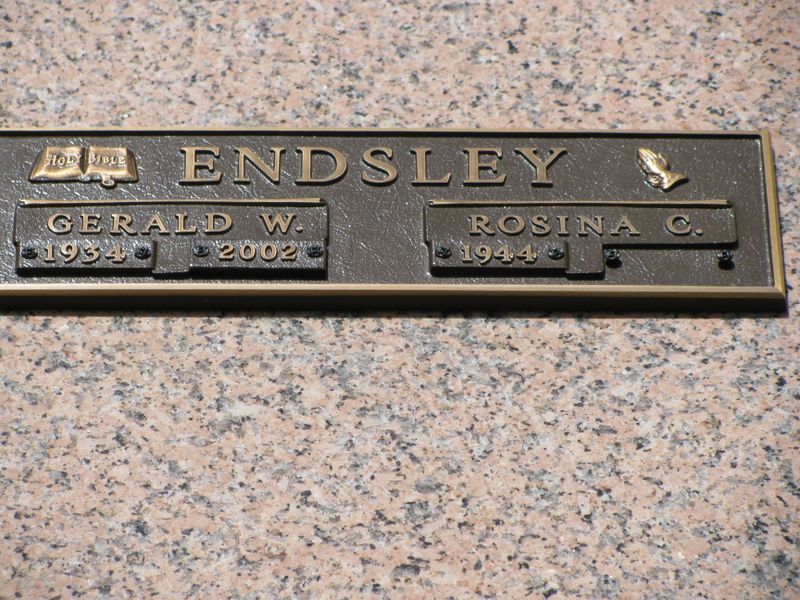 HOLY BIBLE
ENDSLEY
GERALD W.
1934 2002
ROSINA C.
1944